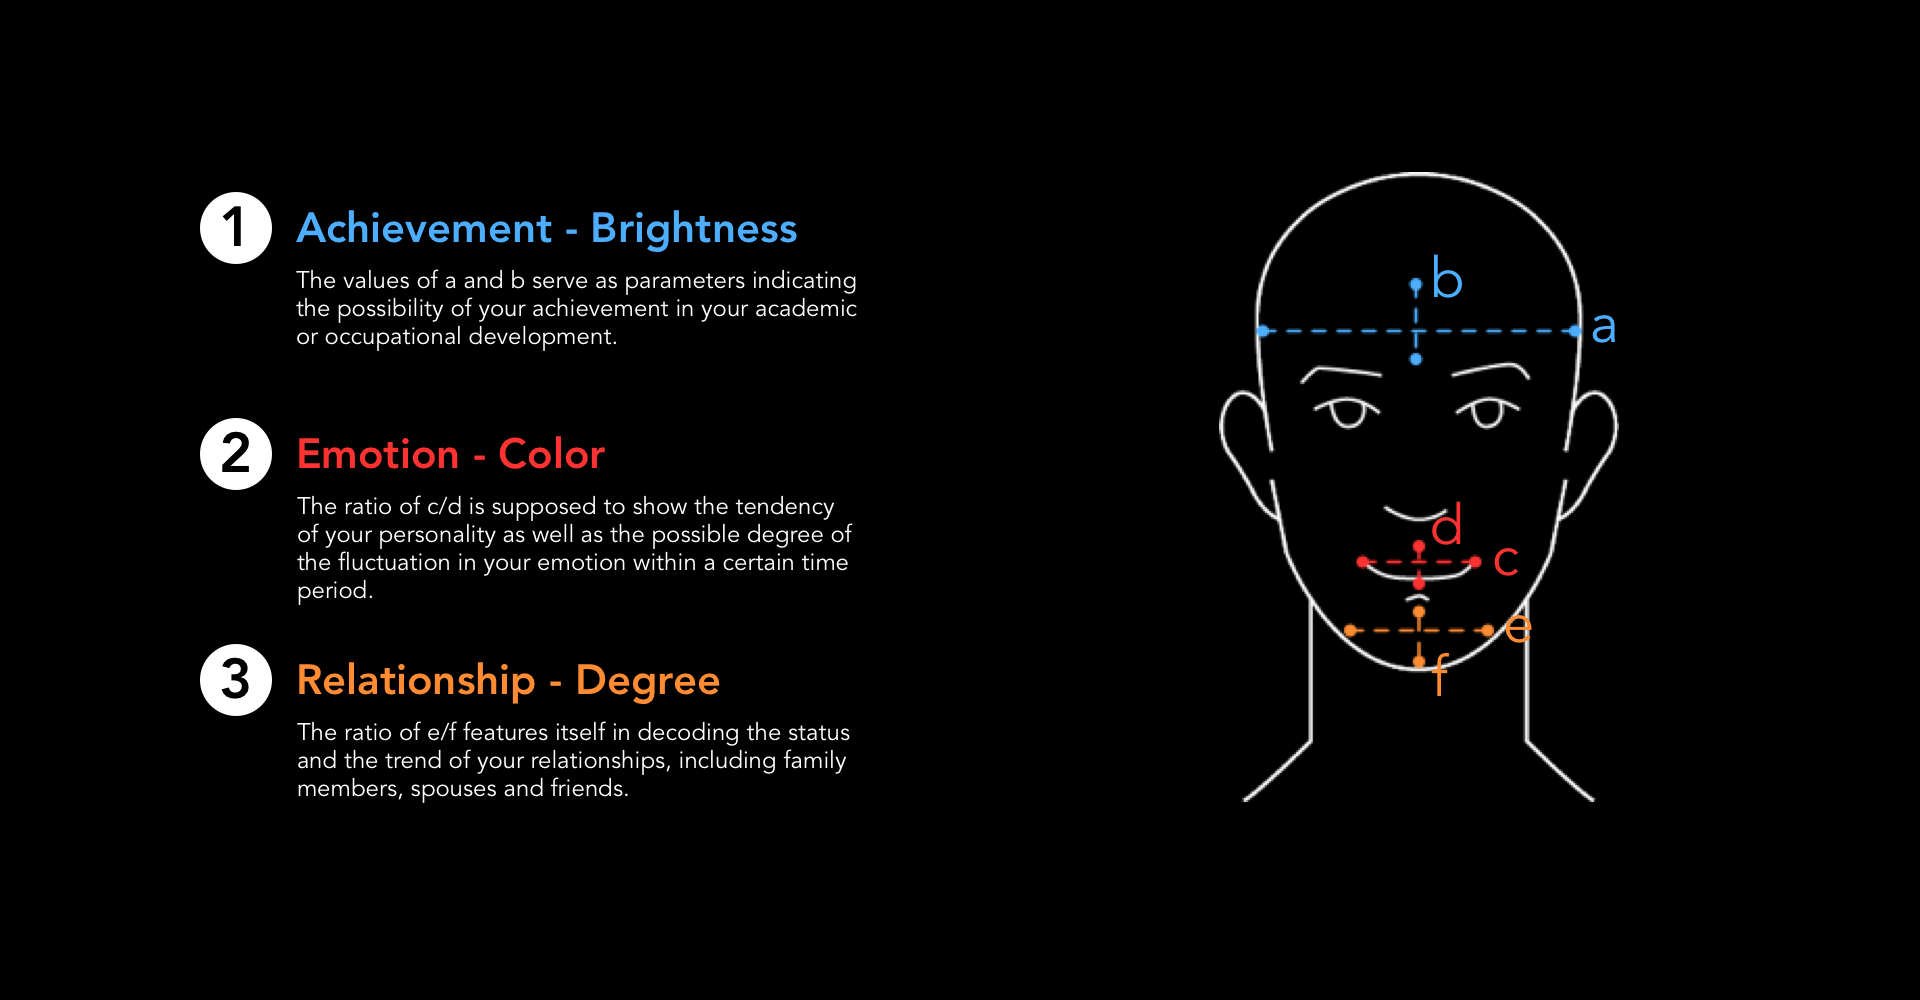 1
Achievement - Brightness
The values of a and b serve as parameters indicating
the possibility of your achievement in your academic
or occupational development.
2
Emotion - Color
The ratio of c/d is supposed to show the tendency
of your personality as well as the possible degree of
the fluctuation in your emotion within a certain time
period.
3
Relationship - Degree
The ratio of e/f features itself in decoding the status
and the trend of your relationships, including family
members, spouses and friends.
b
a
d
c
e
f